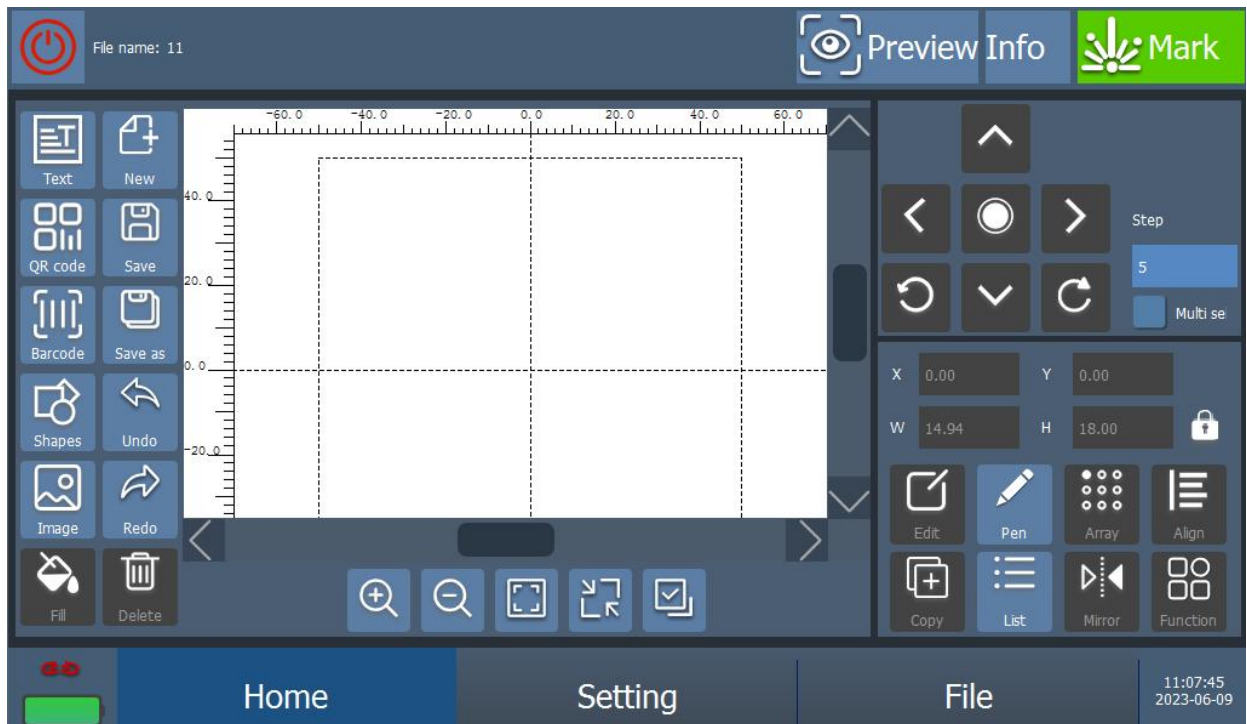 File name: 11
Preview
Info
Mark
Text
New
QR code
Save
Barcode
Save as
Shapes
Undo
Image
Redo
Fill
Delete
-60.0 -40.0 -20.0 0.0 20.0 40.0 60.0
40.0
20.0
0.0
-20.0
Step
5
Multi se
X 0.00 Y 0.00
W 14.94 H 18.00
Edit Pen Array Align
Copy List Mirror Function
Home Setting File
11:07:45
2023-06-09